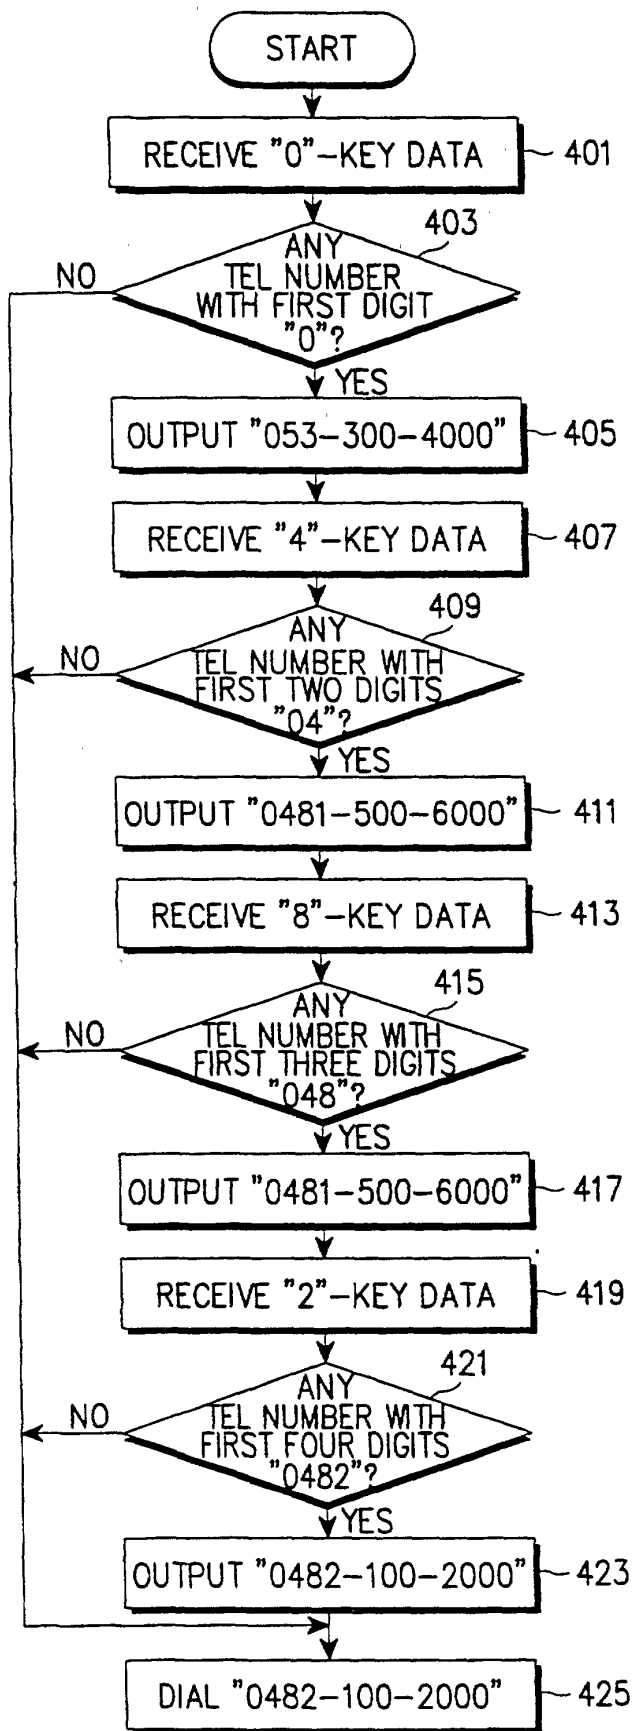 START
RECEIVE "0"-KEY DATA
401
403
ANY
TEL NUMBER
WITH FIRST DIGIT
"0"?
NO
YES
OUTPUT "053-300-4000"
405
RECEIVE "4"-KEY DATA
407
409
ANY
TEL NUMBER WITH
FIRST TWO DIGITS
"04"?
NO
YES
OUTPUT "0481-500-6000"
411
RECEIVE "8"-KEY DATA
413
415
ANY
TEL NUMBER WITH
FIRST THREE DIGITS
"048"?
NO
YES
OUTPUT "0481-500-6000"
417
RECEIVE "2"-KEY DATA
419
421
ANY
TEL NUMBER WITH
FIRST FOUR DIGITS
"0482"?
NO
YES
OUTPUT "0482-100-2000"
423
DIAL "0482-100-2000"
425